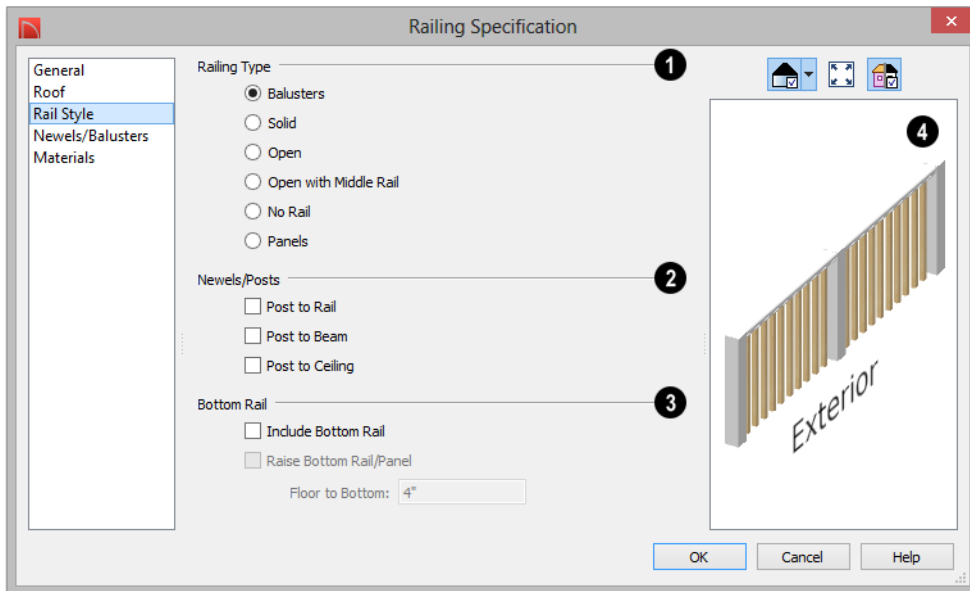 Railing Specification
General
Roof
Rail Style
Newels/Balusters
Materials
Railing Type
1
Balusters
Solid
Open
Open with Middle Rail
No Rail
Panels
Newels/Posts
2
Post to Rail
Post to Beam
Post to Ceiling
Bottom Rail
3
Include Bottom Rail
Raise Bottom Rail/Panel
Floor to Bottom: 4"
4
Exterior
OK
Cancel
Help